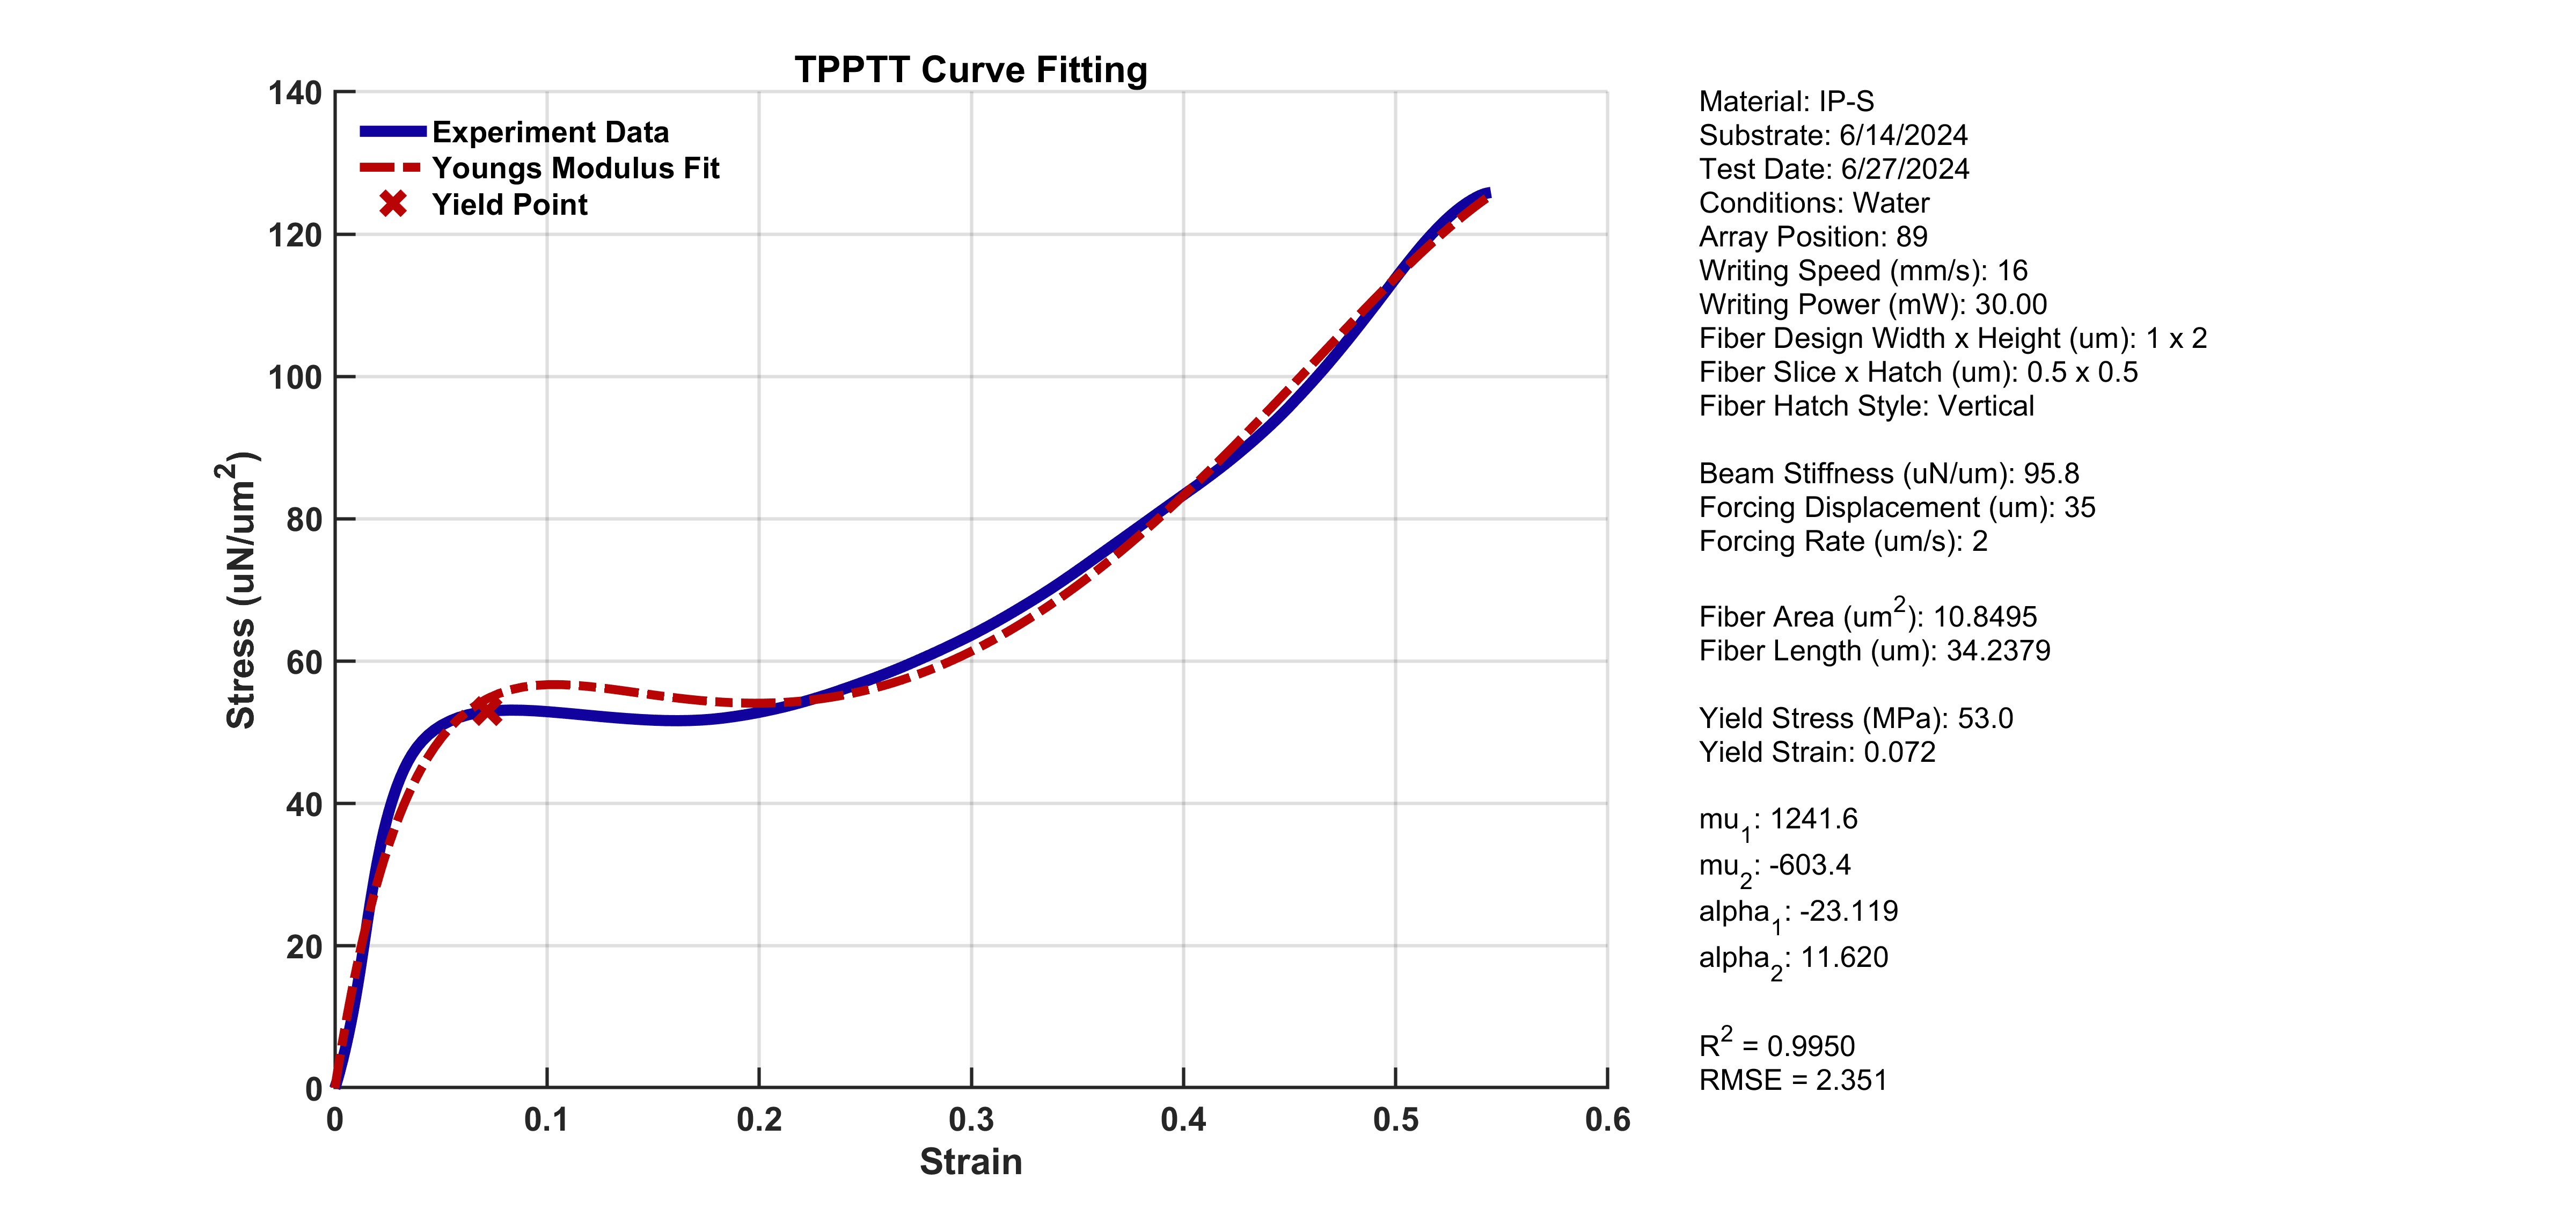 TPPTT Curve Fitting
140
120
100
80
60
40
20
0
Stress (uN/um²)
Experiment Data
Youngs Modulus Fit
Yield Point
0 0.1 0.2 0.3 0.4 0.5 0.6
Strain
Material: IP-S
Substrate: 6/14/2024
Test Date: 6/27/2024
Conditions: Water
Array Position: 89
Writing Speed (mm/s): 16
Writing Power (mW): 30.00
Fiber Design Width x Height (um): 1 x 2
Fiber Slice x Hatch (um): 0.5 x 0.5
Fiber Hatch Style: Vertical
Beam Stiffness (uN/um): 95.8
Forcing Displacement (um): 35
Forcing Rate (um/s): 2
Fiber Area (um²): 10.8495
Fiber Length (um): 34.2379
Yield Stress (MPa): 53.0
Yield Strain: 0.072
mu₁: 1241.6
mu₂: -603.4
alpha₁: -23.119
alpha₂: 11.620
R² = 0.9950
RMSE = 2.351